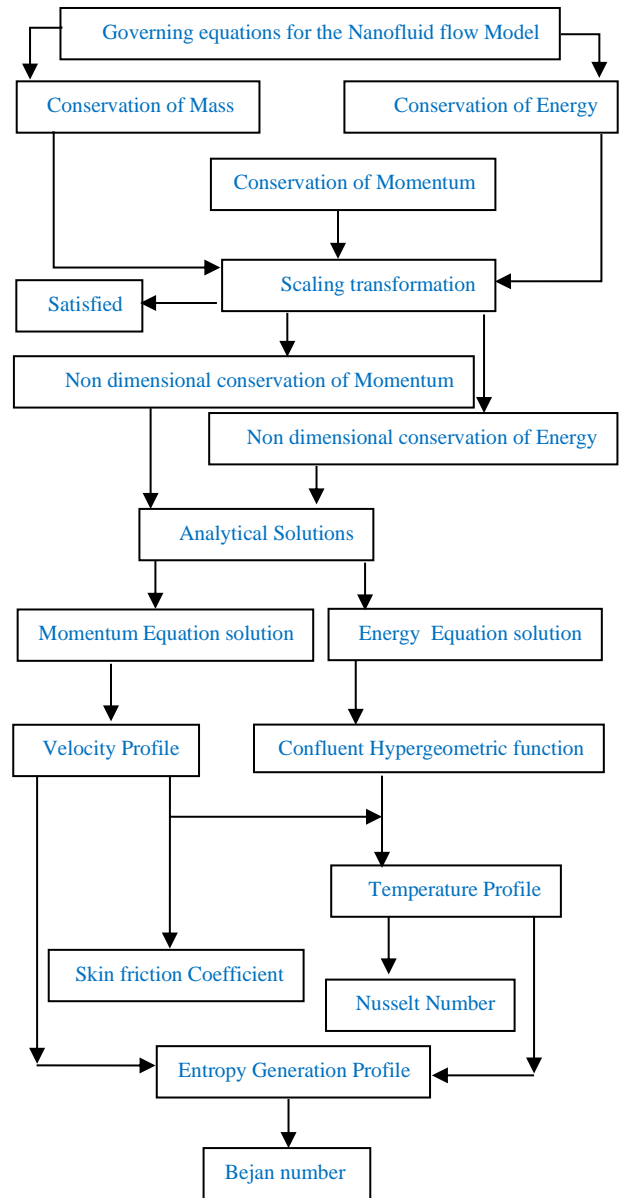 Governing equations for the Nanofluid flow Model
Conservation of Mass
Conservation of Energy
Conservation of Momentum
Scaling transformation
Satisfied
Non dimensional conservation of Momentum
Non dimensional conservation of Energy
Analytical Solutions
Momentum Equation solution
Energy Equation solution
Velocity Profile
Confluent Hypergeometric function
Temperature Profile
Skin friction Coefficient
Nusselt Number
Entropy Generation Profile
Bejan number